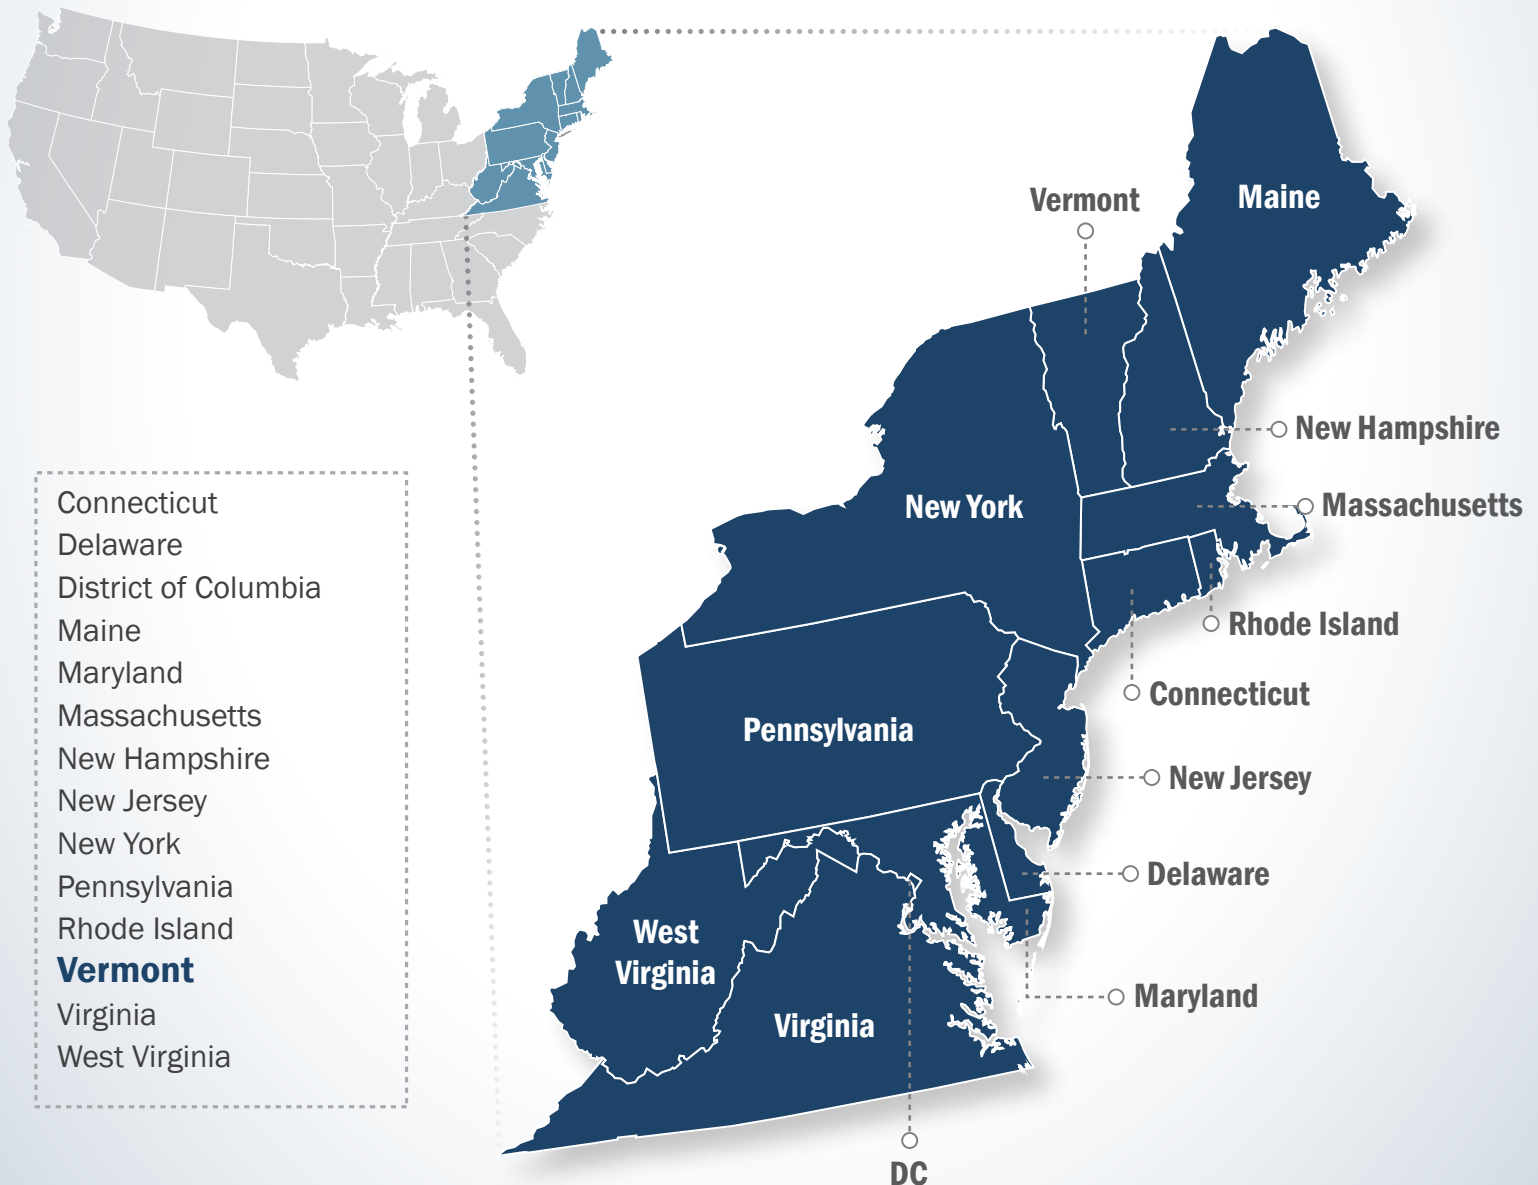 Vermont
Maine
New Hampshire
New York
Massachusetts
Rhode Island
Connecticut
Pennsylvania
New Jersey
Delaware
West
Virginia
Maryland
Virginia
DC
Connecticut
Delaware
District of Columbia
Maine
Maryland
Massachusetts
New Hampshire
New Jersey
New York
Pennsylvania
Rhode Island
Vermont
Virginia
West Virginia